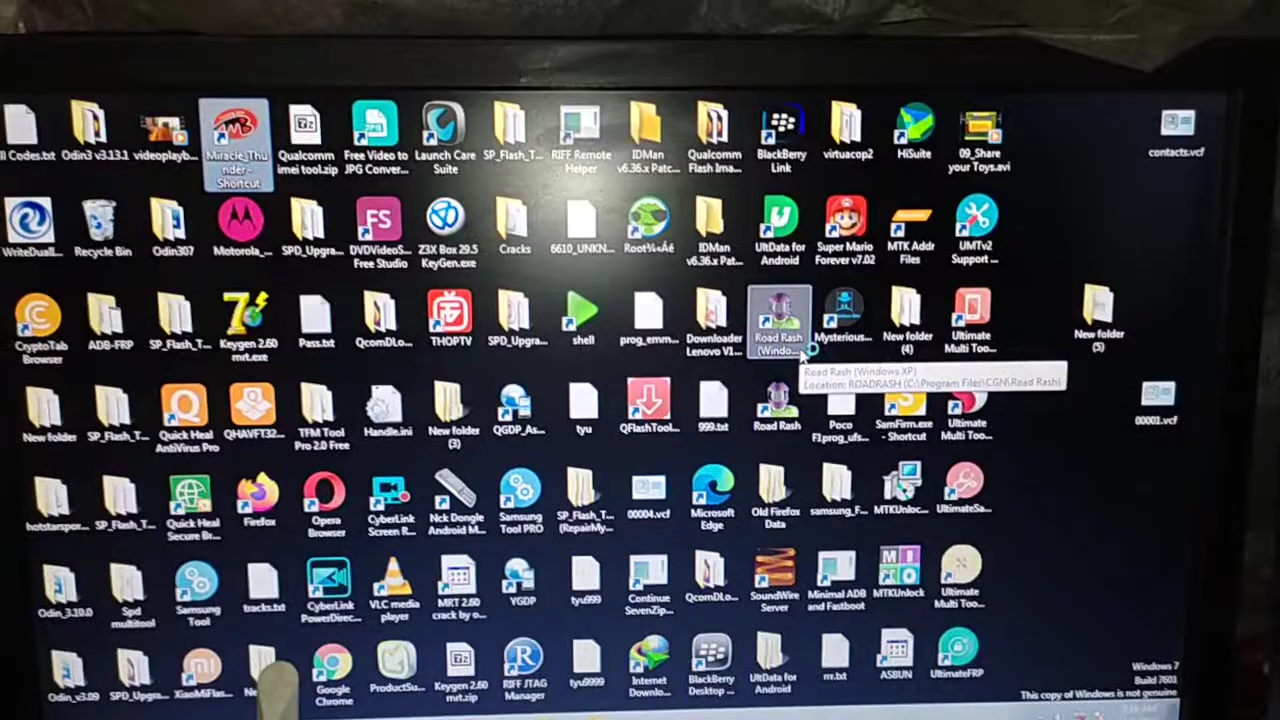 ll Codes.txt
Odin3 v3.13.1
videoplayb...
Miracle_Thu
nder -
Shortcut
Qualcomm
imei tool.zip
Free Video to
JPG Conver...
Launch Care
Suite
SP_Flash_T...
RIFF Remote
Helper
IDMan
v6.36.x Patc...
Qualcomm
Flash Ima...
BlackBerry
Link
virtuacop2
HiSuite
09_Share
your Toys.avi
contacts.vcf
WriteDuall...
Recycle Bin
Odin307
Motorola_...
SPD_Upgra...
DVDVideoS...
Free Studio
Z3X Box 29.5
KeyGen.exe
Cracks
6610_UNKN...
IDMan
v6.36.x Patc...
UltData for
Android
Super Mario
Forever v7.02
MTK Addr
Files
UMTv2
Support ...
CryptoTab
Browser
ADB-FRP
SP_Flash_T...
Keygen 2.60
mrt.exe
Pass.txt
QcomDLo...
THOPTV
SPD_Upgra...
shell
prog_emm...
Downloader
Lenovo V1...
Road Rash
(Windo...
Mysterious...
New folder
(4)
Ultimate
Multi Too...
New folder
(5)
Road Rash (Windows XP)
Location: ROADRASH (C:\Program Files\CGN\Road Rash)
New folder
SP_Flash_T...
Quick Heal
AntiVirus Pro
QHAVFT32...
TFM Tool
Pro 2.0 Free
Handle.ini
New folder
(3)
QGDP_As...
tyu
QFlashTool...
999.txt
Road Rash
Poco
F1prog_ufs...
SamFirm.exe
- Shortcut
Ultimate
Multi Too...
00001.vcf
hotstarspor...
SP_Flash_T...
Quick Heal
Secure Br...
Firefox
Opera
Browser
CyberLink
Screen R...
Nck Dongle
Android M...
Samsung
Tool PRO
SP_Flash_T...
(RepairMy...
00004.vcf
Microsoft
Edge
Old Firefox
Data
samsung_F...
MTKUnloc...
UltimateSa...
Odin_3.10.0
Spd
multitool
Samsung
Tool
tracks.txt
CyberLink
PowerDirec...
VLC media
player
MRT 2.60
crack by o...
YGDP
tyu999
Continue
SevenZip...
QcomDLo...
SoundWire
Server
Minimal ADB
and Fastboot
MTKUnlock
Ultimate
Multi Too...
Odin_v3.09
SPD_Upgra...
XiaoMiFlas...
Google
Chrome
ProductSu...
Keygen 2.60
mrt.zip
RIFF JTAG
Manager
tyu9999
Internet
Downlo...
BlackBerry
Desktop ...
UltData for
Android
rrr.txt
ASBUN
UltimateFRP
Windows 7
Build 7601
This copy of Windows is not genuine